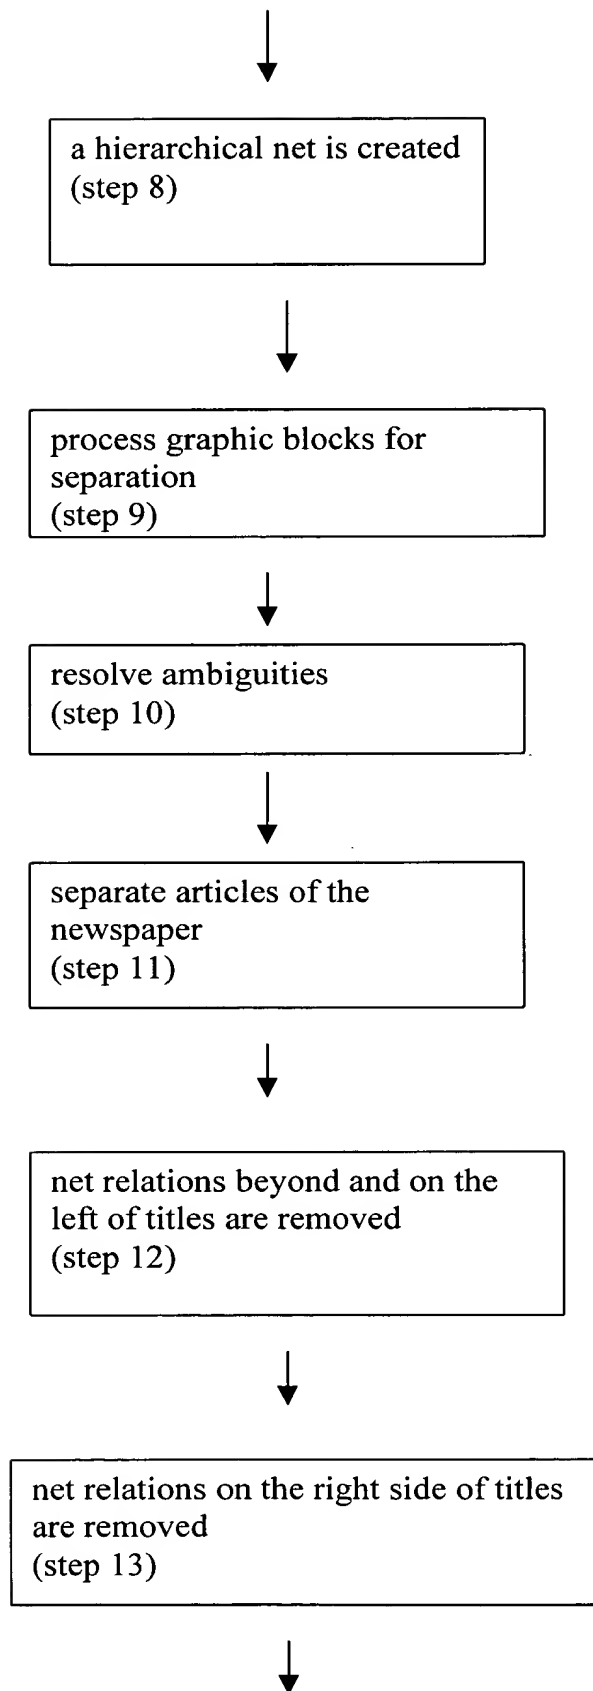 a hierarchical net is created
(step 8)
process graphic blocks for
separation
(step 9)
resolve ambiguities
(step 10)
separate articles of the
newspaper
(step 11)
net relations beyond and on the
left of titles are removed
(step 12)
net relations on the right side of titles
are removed
(step 13)